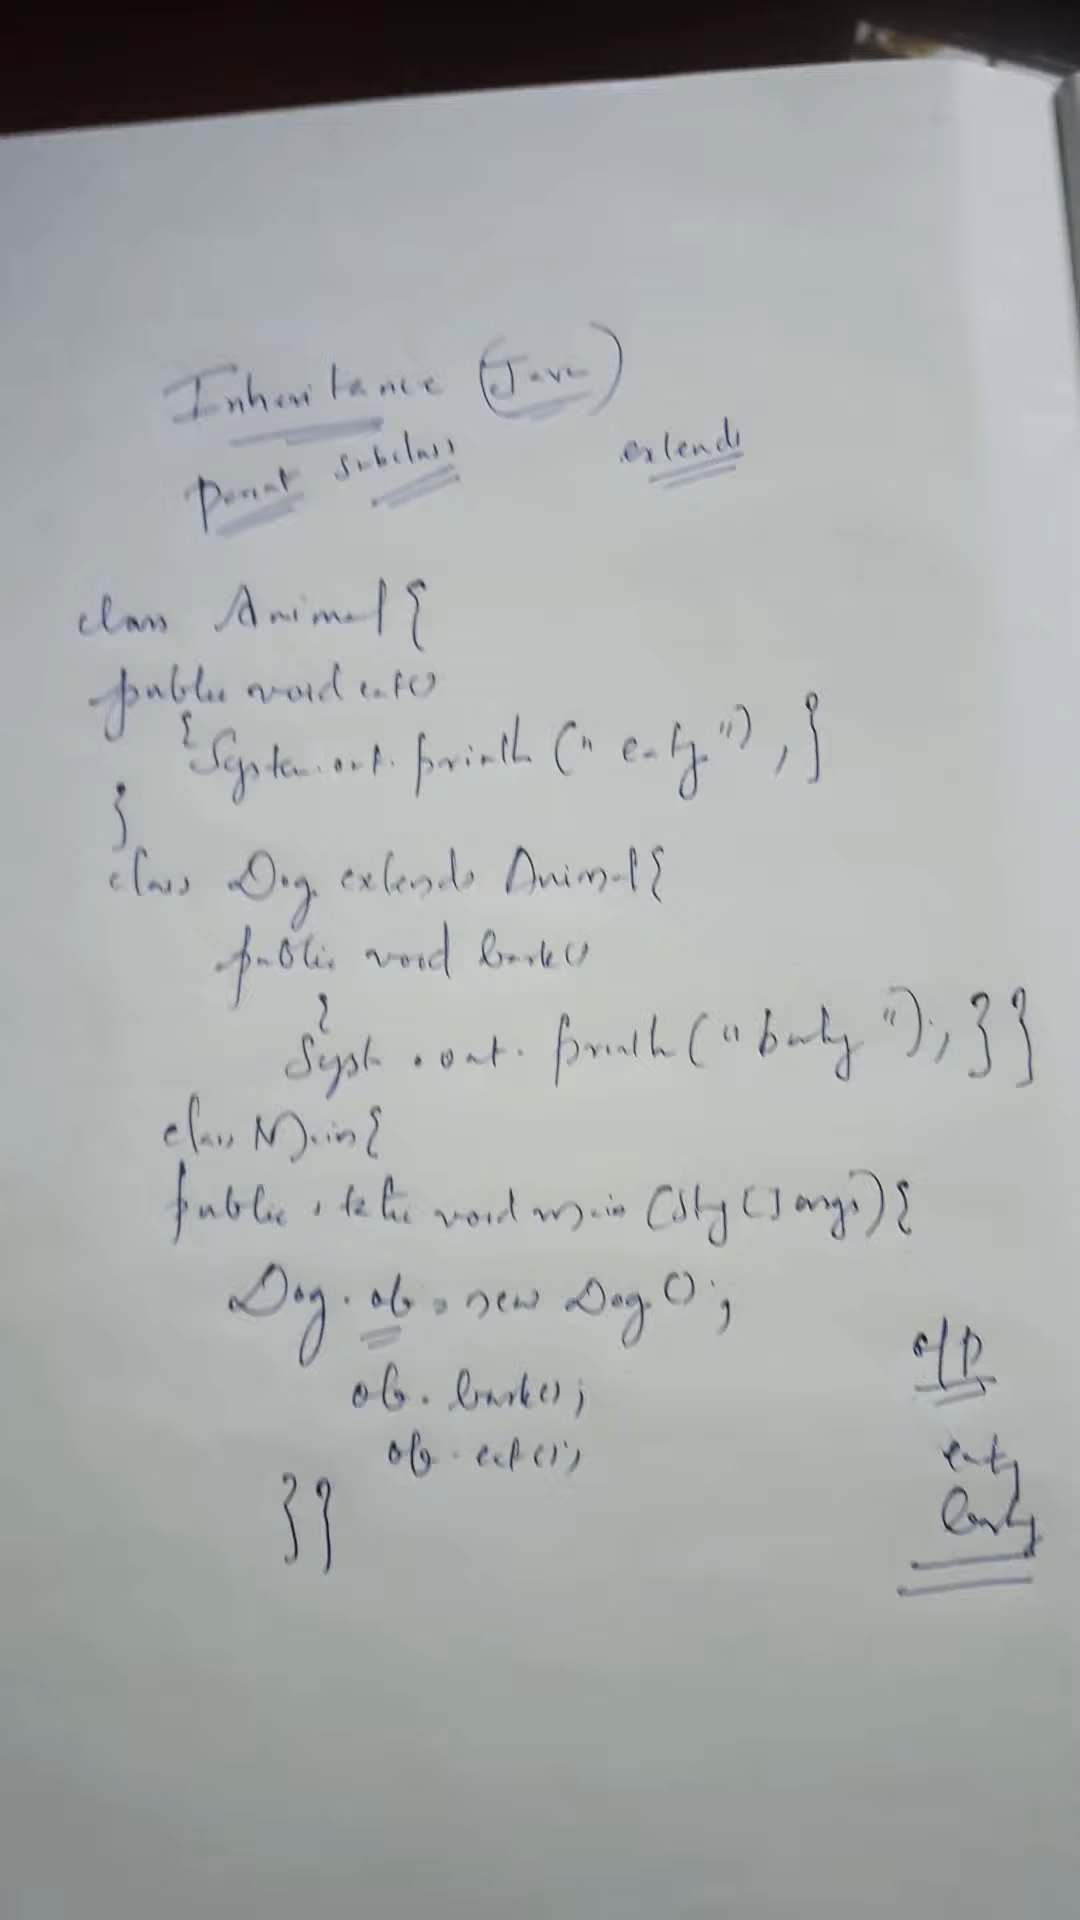 Inheritance (Java)
Parent subclass extends
class Animal {
public void eat()
{ System.out.println (" eating "), }
}
class Dog extends Animal {
public void bark()
{
System.out.println (" barking "); } }
class Main {
public static void main (String [] args) {
Dog ob = new Dog ();
ob. bark();
ob. eat();
} }
o/p
eating
barking